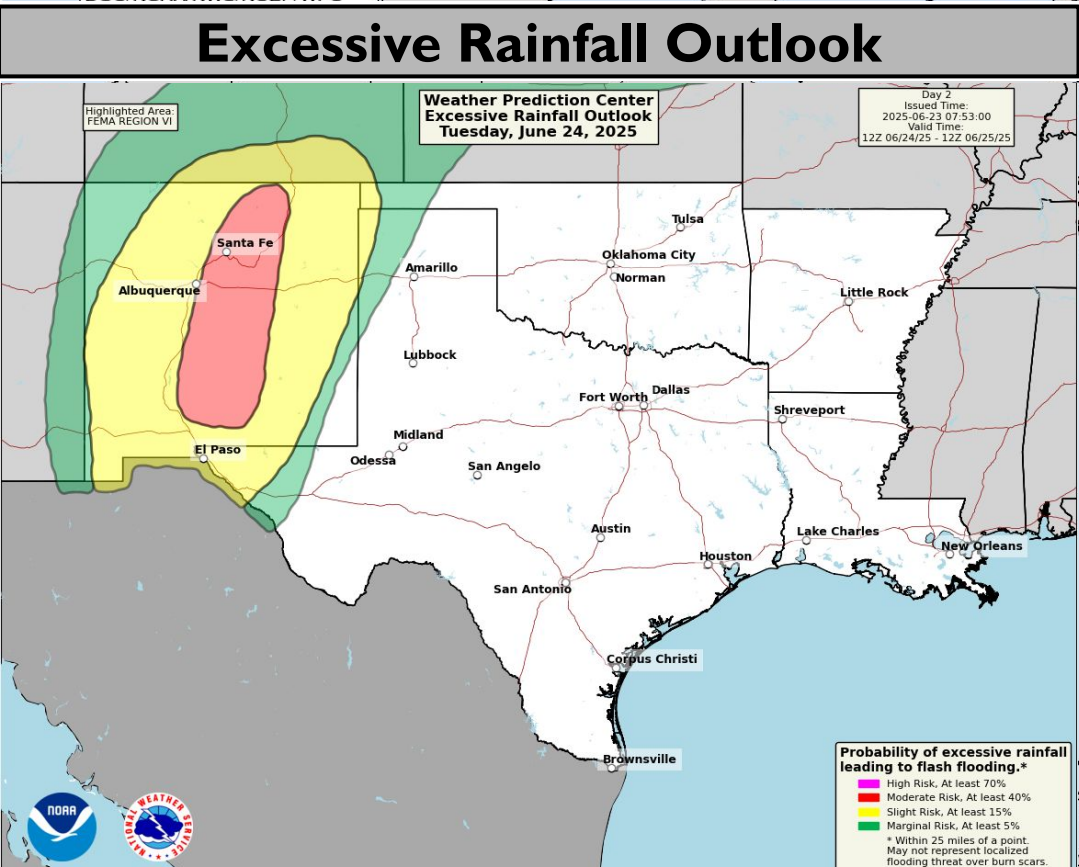 Excessive Rainfall Outlook
Highlighted Area:
FEMA REGION VI
Weather Prediction Center
Excessive Rainfall Outlook
Tuesday, June 24, 2025
Day 2
Issued Time:
2025-06-23 07:53:00
Valid Time:
12Z 06/24/25 - 12Z 06/25/25
Santa Fe
Albuquerque
Amarillo
Tulsa
Oklahoma City
Norman
Little Rock
Lubbock
Fort Worth
Dallas
Shreveport
El Paso
Midland
Odessa
San Angelo
Austin
Lake Charles
New Orleans
Houston
San Antonio
Corpus Christi
Brownsville
Probability of excessive rainfall
leading to flash flooding.*
High Risk, At least 70%
Moderate Risk, At least 40%
Slight Risk, At least 15%
Marginal Risk, At least 5%
* Within 25 miles of a point.
May not represent localized
flooding threat over burn scars.
NOAA
NATIONAL WEATHER SERVICE